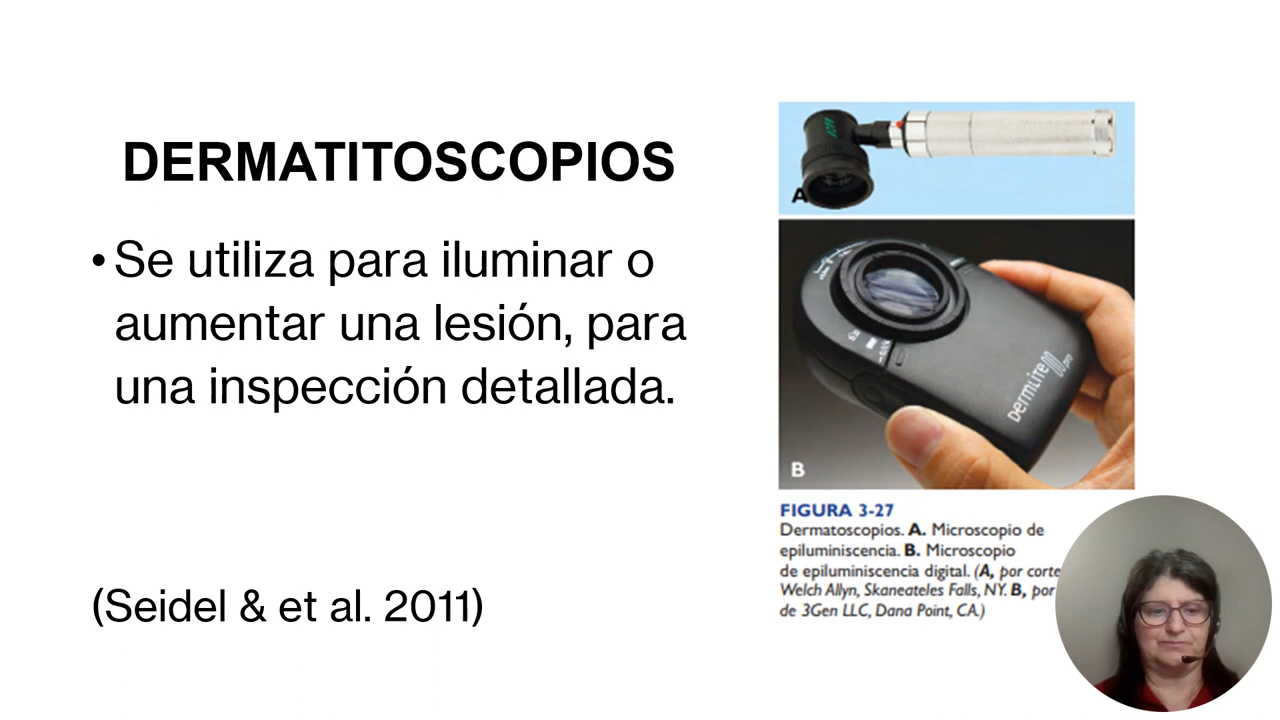 DERMATITOSCOPIOS
• Se utiliza para iluminar o
aumentar una lesión, para
una inspección detallada.
(Seidel & et al. 2011)
A
B
DermLite pro
FIGURA 3-27
Dermatoscopios. A. Microscopio de
epiluminiscencia. B. Microscopio
de epiluminiscencia digital. (A, por corte
Welch Allyn, Skaneateles Falls, NY. B, por
de 3Gen LLC, Dana Point, CA.)